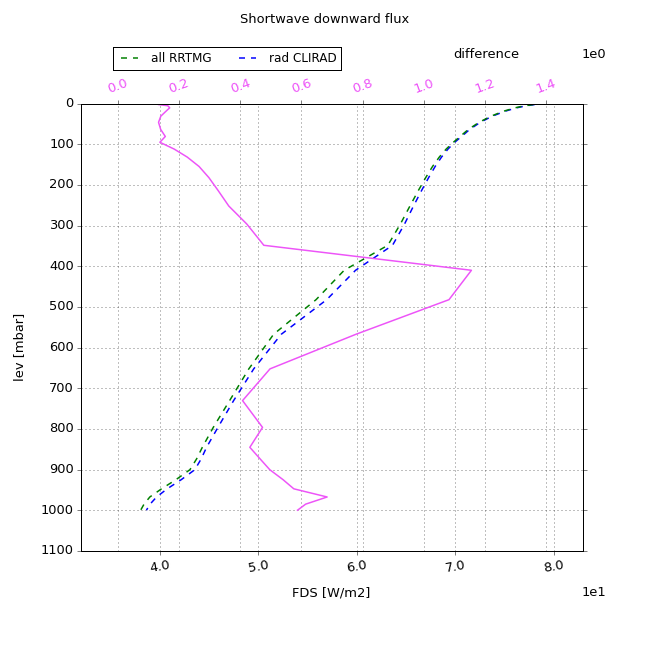 Shortwave downward flux
all RRTMG rad CLIRAD difference 1e0
0.0 0.2 0.4 0.6 0.8 1.0 1.2 1.4
0
100
200
300
400
500
600
700
800
900
1000
1100
lev [mbar]
4.0 5.0 6.0 7.0 8.0
FDS [W/m2] 1e1